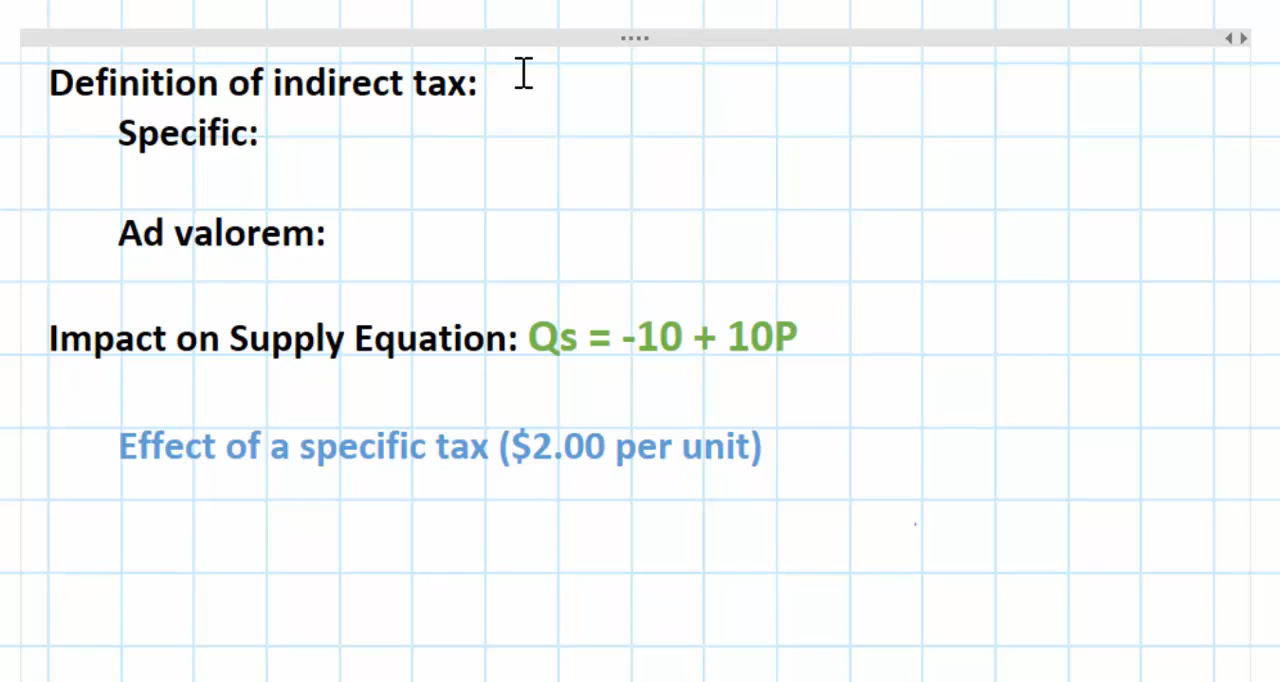 Definition of indirect tax:
Specific:
Ad valorem:
Impact on Supply Equation: Qs = -10 + 10P
Effect of a specific tax ($2.00 per unit)